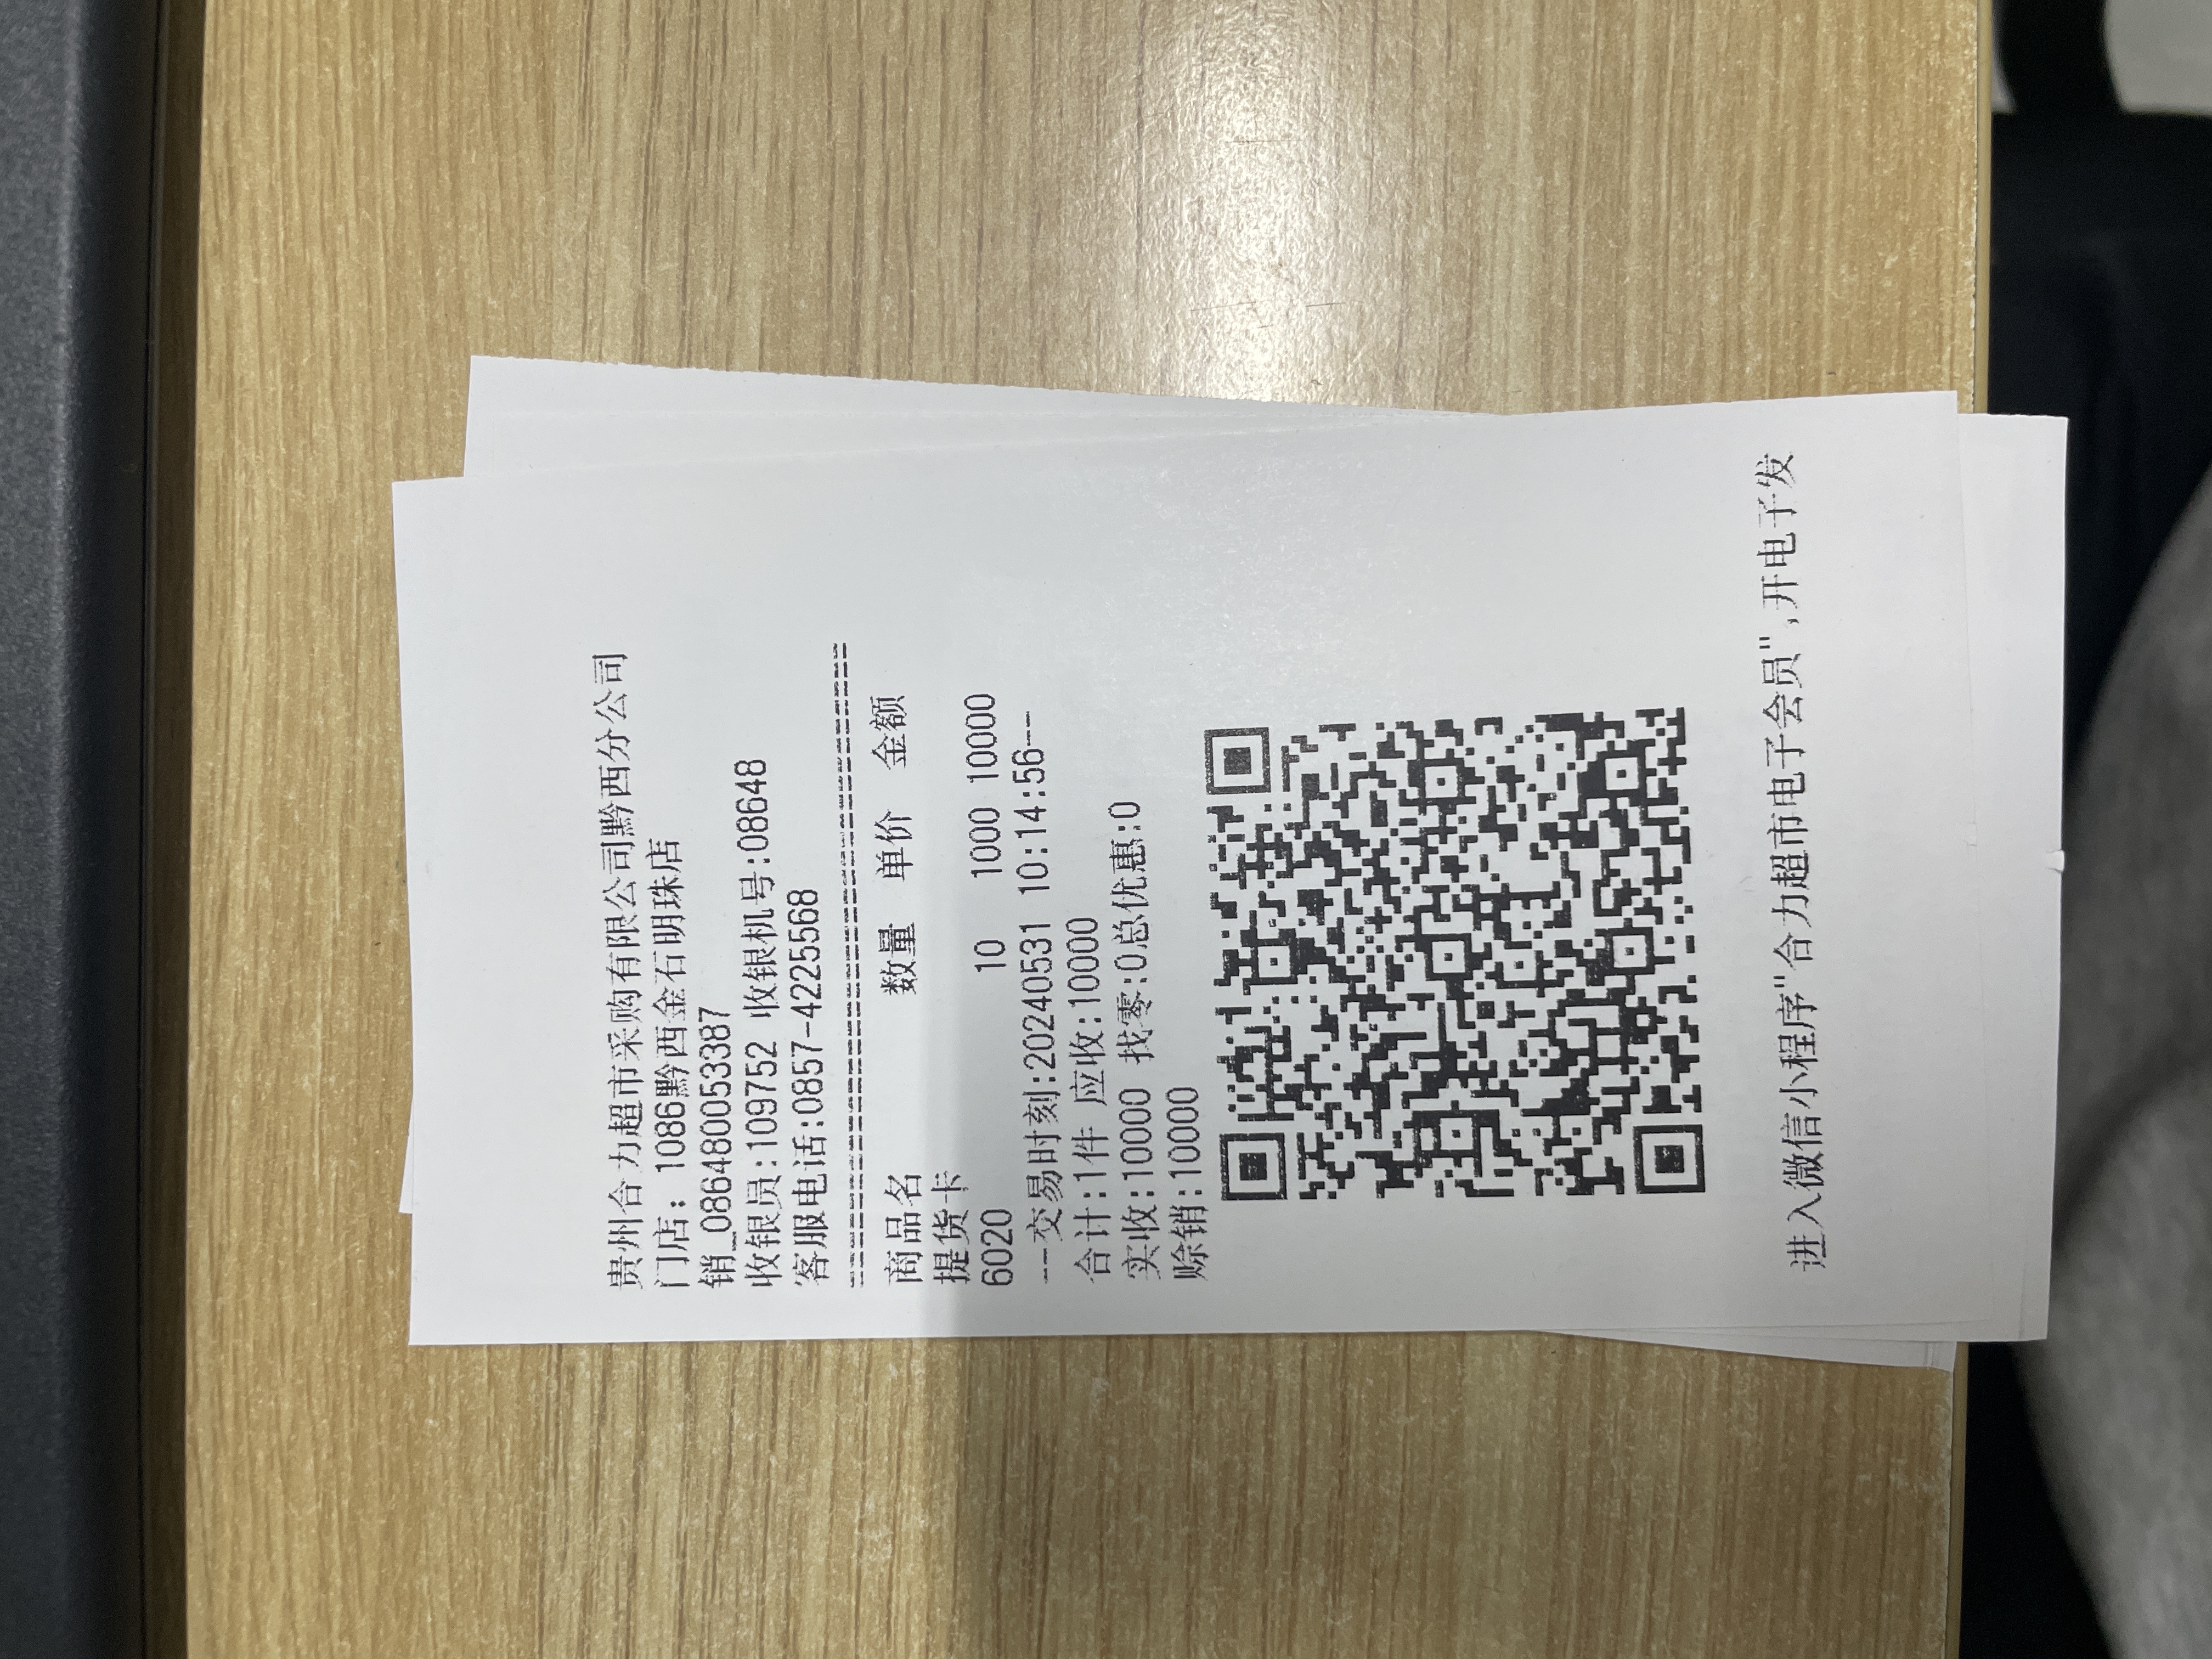 贵州合力超市采购有限公司黔西分公司
门店: 1086黔西金石明珠店
销_0864800053387
收银员:109752 收银机号:08648
客服电话:0857-4225568
================================
商品名 数量 单价 金额
提货卡
6020 10 1000 10000
---交易时刻:20240531 10:14:56---
合计:1件 应收:10000
实收:10000 找零:0总优惠:0
赊销:10000
进入微信小程序"合力超市电子会员",开电子发